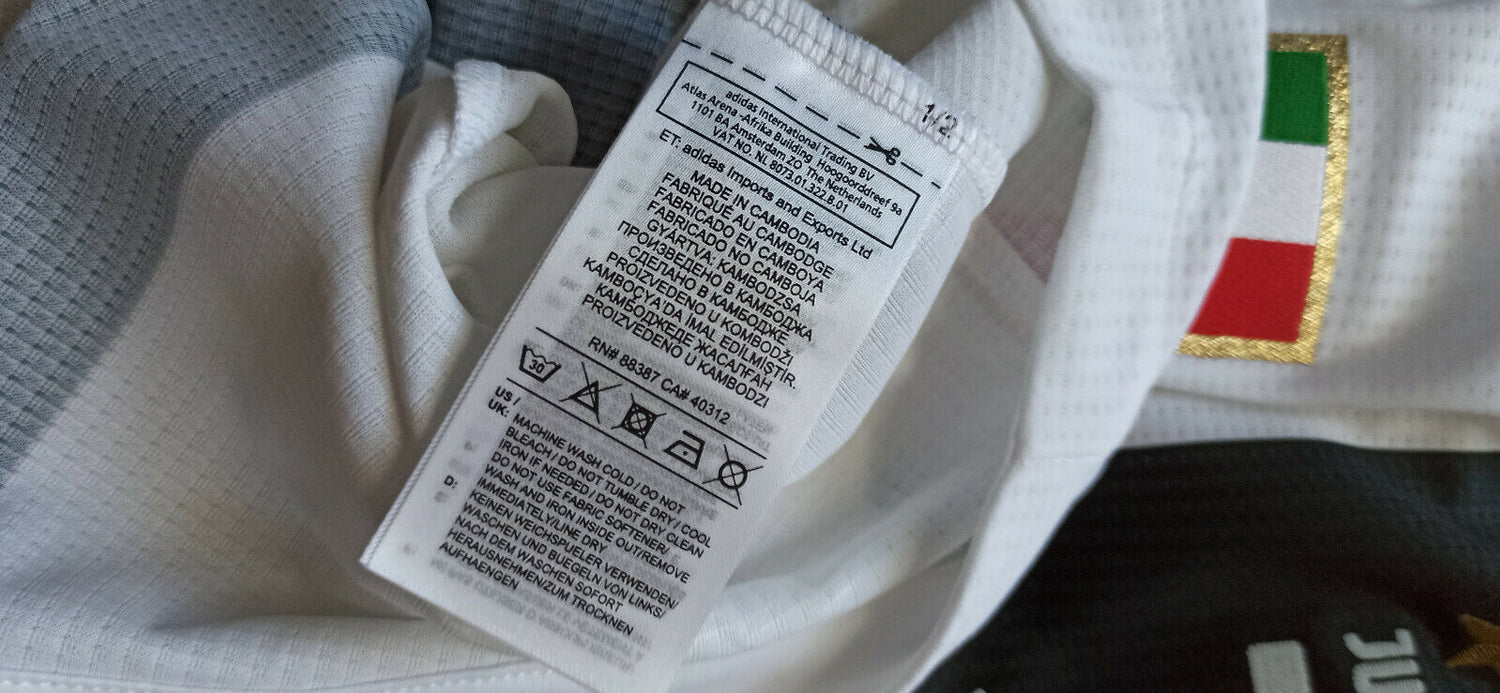 1/2
adidas International Trading BV
Atlas Arena -Afrika Building, Hoogoorddreef 9a
1101 BA Amsterdam ZO The Netherlands
VAT NO. NL 8073.01.322.B.01
ET: adidas Imports and Exports Ltd
MADE IN CAMBODIA
FABRIQUÉ AU CAMBODGE
FABRICADO EN CAMBOYA
FABRICADO NO CAMBOJA
GYÁRTVA: KAMBODZSA
ПРОИЗВЕДЕНО В КАМБОДЖА
СДЕЛАНО В КАМБОДЖЕ
PROIZVEDENO U KOMBODŽI,
KAMBOÇYA'DA İMAL EDİLMİŞTİR.
КАМБОДЖЕДЕ ЖАСАЛҒАН
PROIZVEDENO U KAMBODZI
RN# 88387 CA# 40312
30
US /
UK: MACHINE WASH COLD / DO NOT
BLEACH / DO NOT TUMBLE DRY / COOL
IRON IF NEEDED / DO NOT DRY CLEAN
DO NOT USE FABRIC SOFTENER/
WASH AND IRON INSIDE OUT/REMOVE
IMMEDIATELY/LINE DRY
D: KEINEN WEICHSPUELER VERWENDEN/
WASCHEN UND BUEGELN VON LINKS/
NACH DEM WASCHEN SOFORT
HERAUSNEHMEN/ZUM TROCKNEN
AUFHAENGEN